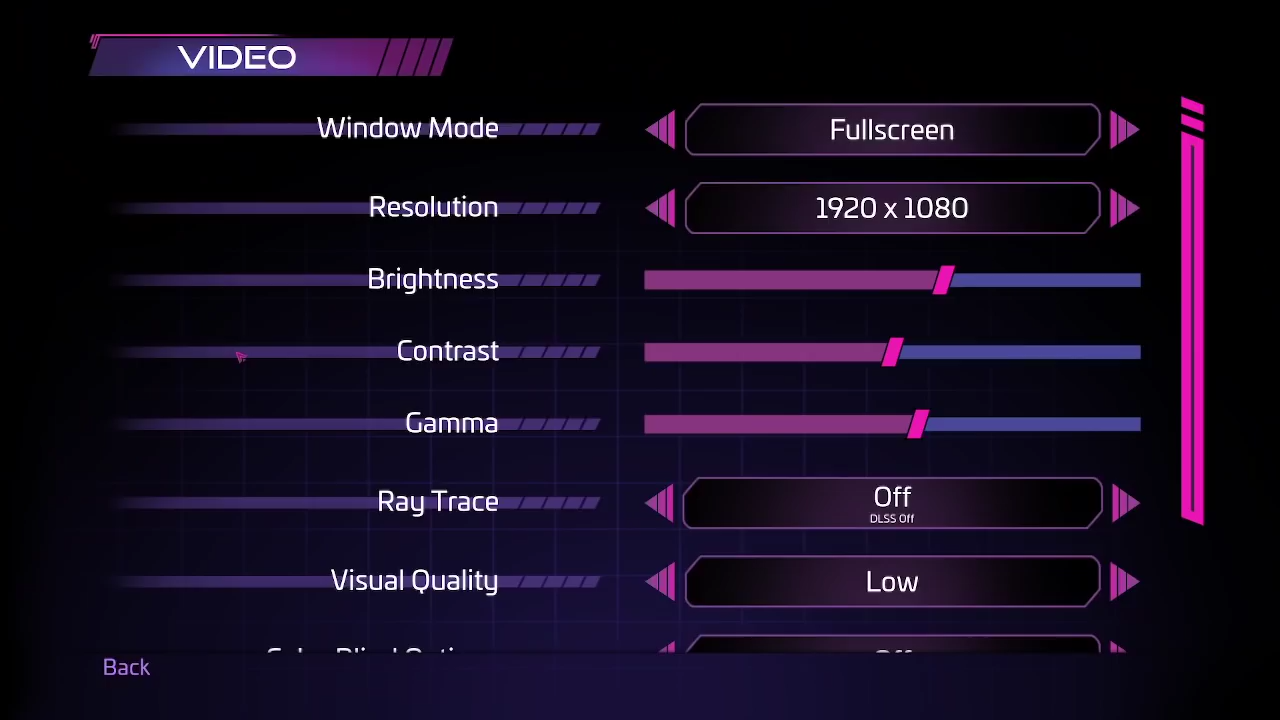 VIDEO
Window Mode
Fullscreen
Resolution
1920 x 1080
Brightness
Contrast
Gamma
Ray Trace
Off
DLSS Off
Visual Quality
Low
Back